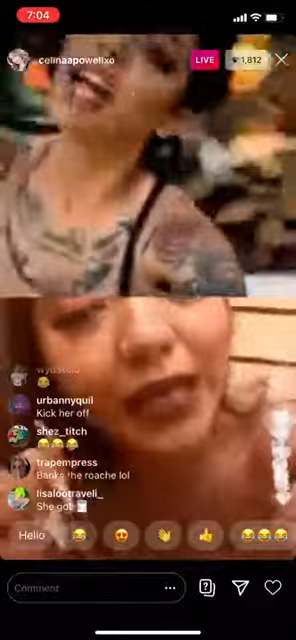 7:04
celinaapowellxo
LIVE
1,812
urbannyquil
Kick her off
shez_titch
trapempress
Banks the roache lol
lisalootraveli_
She got
Hello
Comment